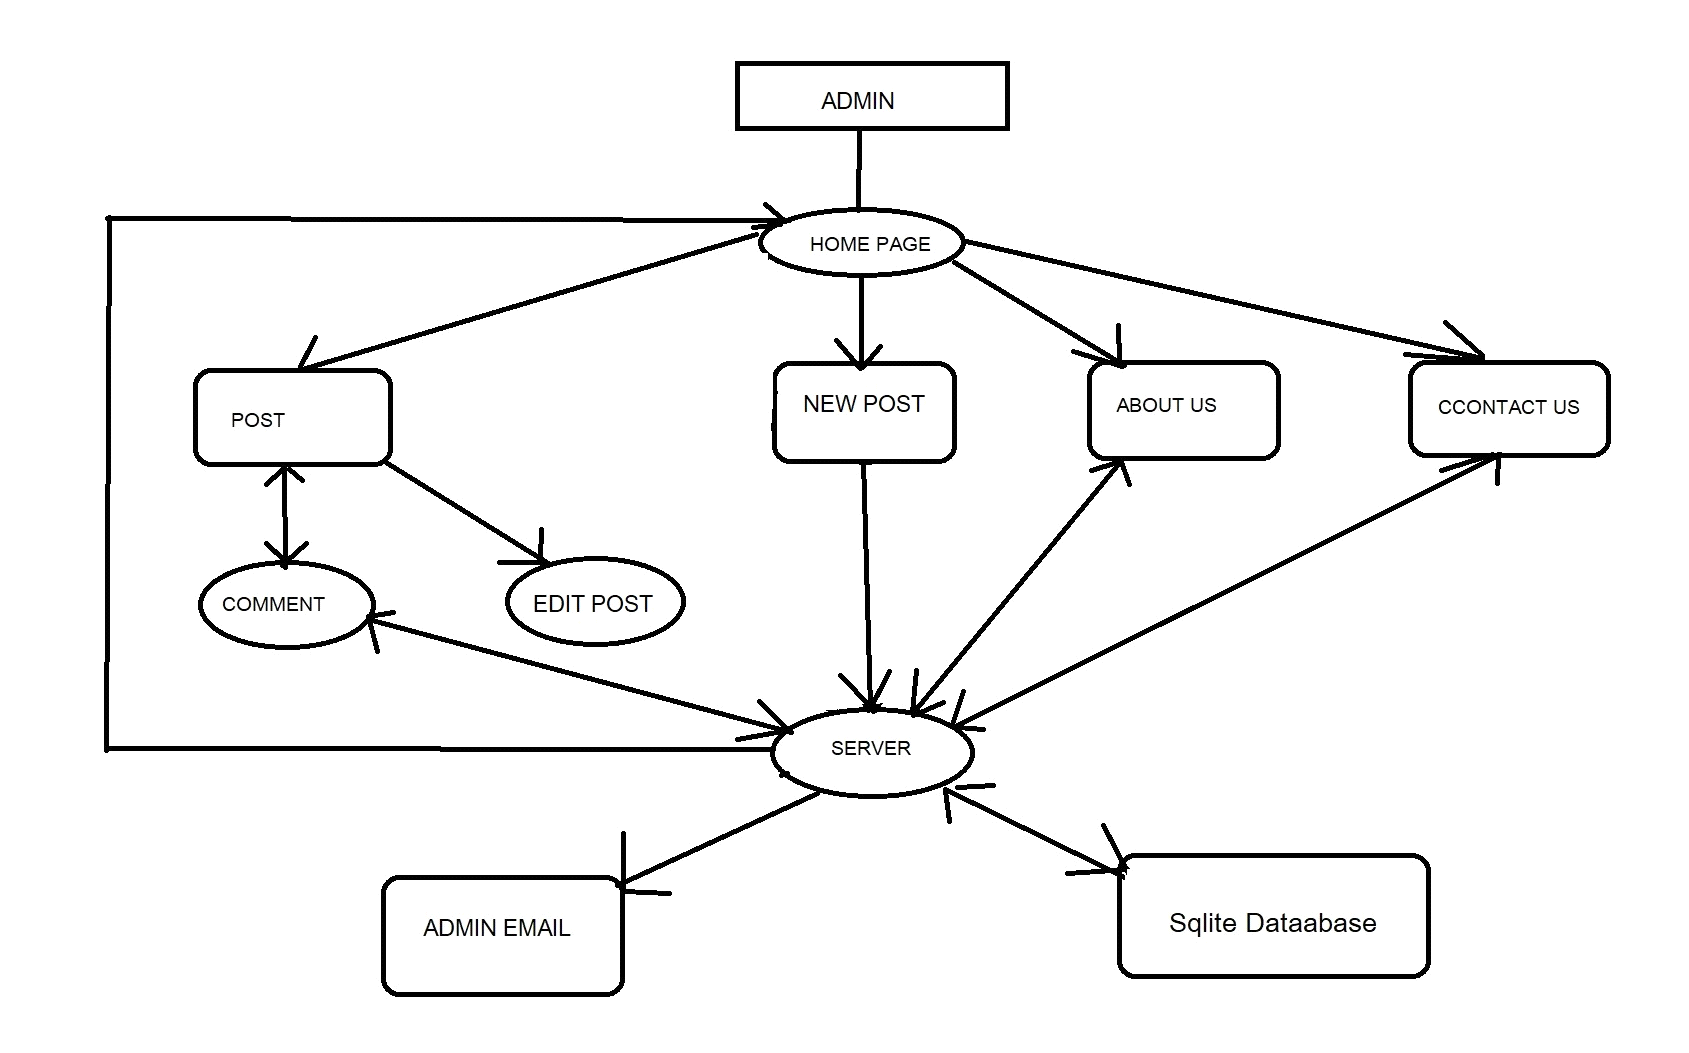 ADMIN
HOME PAGE
POST
NEW POST
ABOUT US
CCONTACT US
COMMENT
EDIT POST
SERVER
ADMIN EMAIL
Sqlite Dataabase